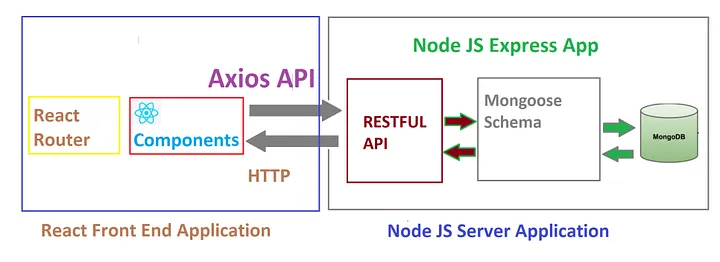 Node JS Express App
Axios API
React
Router
Components
RESTFUL
API
Mongoose
Schema
MongoDB
HTTP
React Front End Application
Node JS Server Application